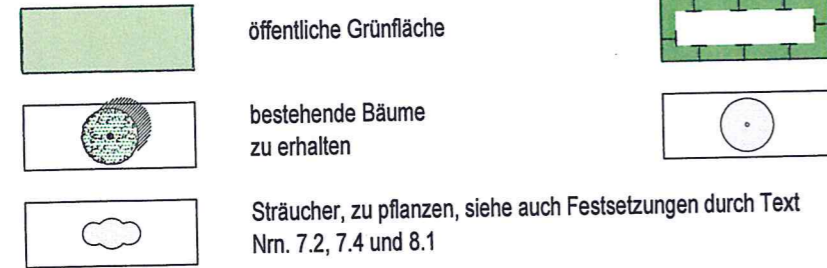 öffentliche Grünfläche
bestehende Bäume
zu erhalten
Sträucher, zu pflanzen, siehe auch Festsetzungen durch Text
Nrn. 7.2, 7.4 und 8.1